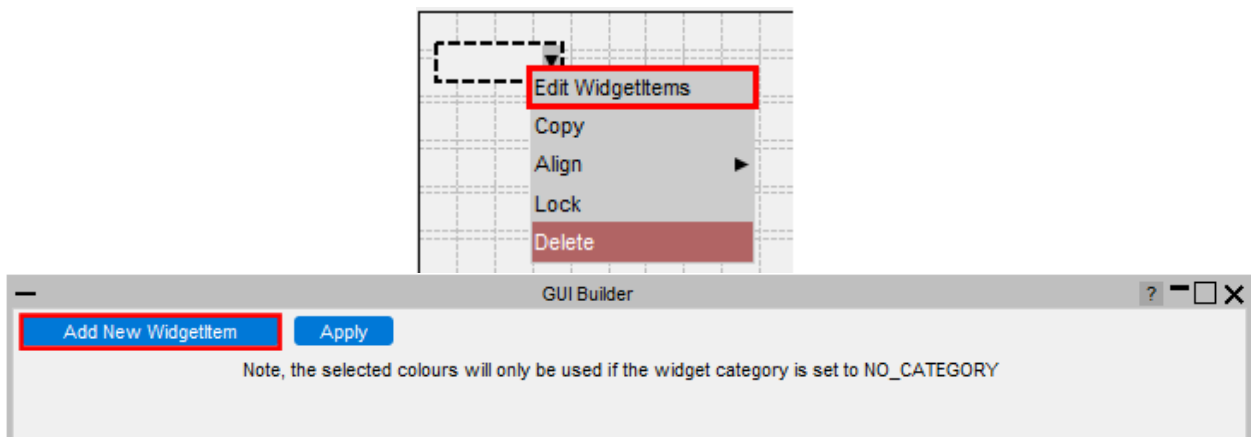 Edit WidgetItems
Copy
Align
Lock
Delete
GUI Builder
?
Add New WidgetItem
Apply
Note, the selected colours will only be used if the widget category is set to NO_CATEGORY